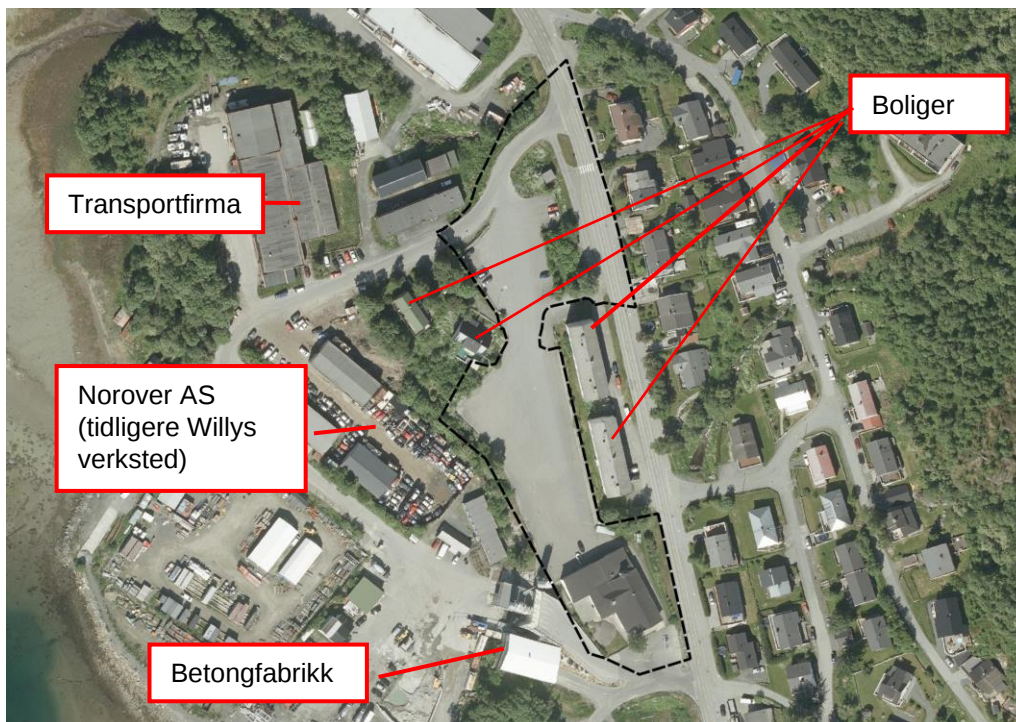 Boliger
Transportfirma
Norover AS
(tidligere Willys
verksted)
Betongfabrikk